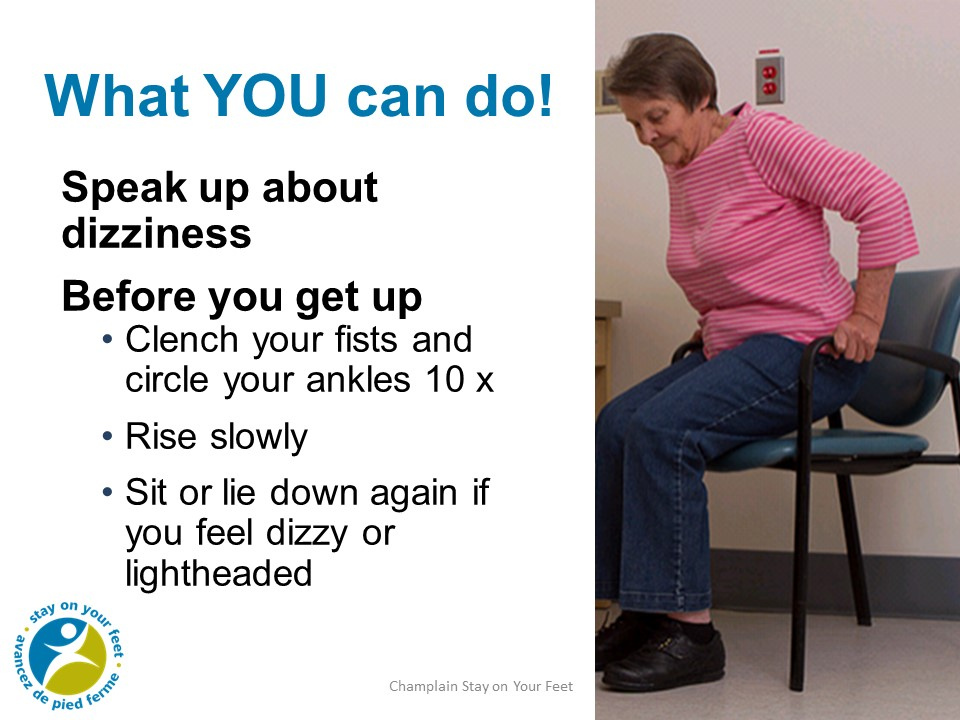 What YOU can do!
Speak up about
dizziness
Before you get up
• Clench your fists and
circle your ankles 10 x
• Rise slowly
• Sit or lie down again if
you feel dizzy or
lightheaded
• stay on your feet •
avancez de pied ferme
Champlain Stay on Your Feet